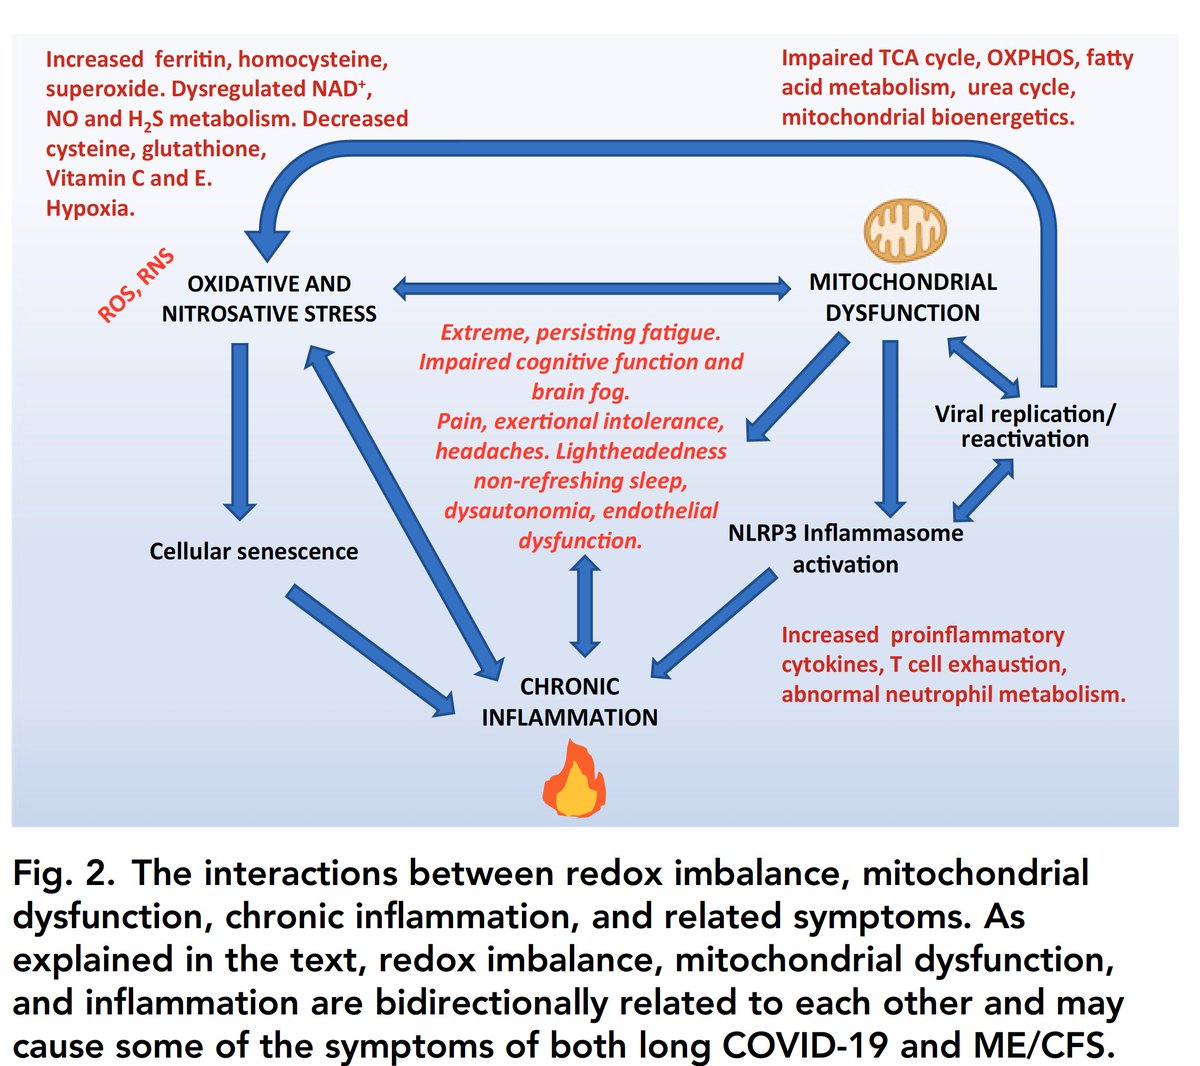 Increased ferritin, homocysteine,
superoxide. Dysregulated NAD⁺,
NO and H₂S metabolism. Decreased
cysteine, glutathione,
Vitamin C and E.
Hypoxia.
Impaired TCA cycle, OXPHOS, fatty
acid metabolism, urea cycle,
mitochondrial bioenergetics.
ROS, RNS
OXIDATIVE AND
NITROSATIVE STRESS
MITOCHONDRIAL
DYSFUNCTION
Extreme, persisting fatigue.
Impaired cognitive function and
brain fog.
Pain, exertional intolerance,
headaches. Lightheadedness
non-refreshing sleep,
dysautonomia, endothelial
dysfunction.
Viral replication/
reactivation
Cellular senescence
NLRP3 Inflammasome
activation
Increased proinflammatory
cytokines, T cell exhaustion,
abnormal neutrophil metabolism.
CHRONIC
INFLAMMATION
Fig. 2. The interactions between redox imbalance, mitochondrial
dysfunction, chronic inflammation, and related symptoms. As
explained in the text, redox imbalance, mitochondrial dysfunction,
and inflammation are bidirectionally related to each other and may
cause some of the symptoms of both long COVID-19 and ME/CFS.